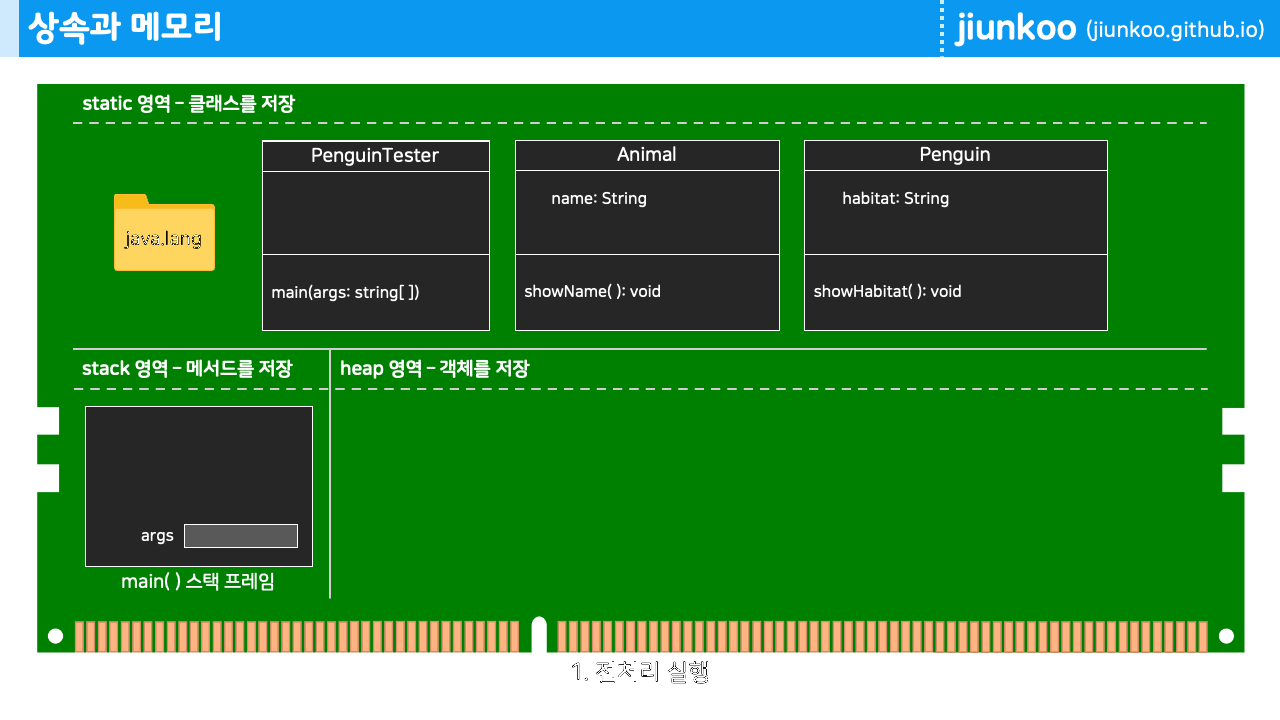 상속과 메모리
jiunkoo (jiunkoo.github.io)
static 영역 - 클래스를 저장
java.lang
PenguinTester
main(args: string[ ])
Animal
name: String
showName( ): void
Penguin
habitat: String
showHabitat( ): void
stack 영역 - 메서드를 저장
args
main( ) 스택 프레임
heap 영역 - 객체를 저장
1. 전처리 실행